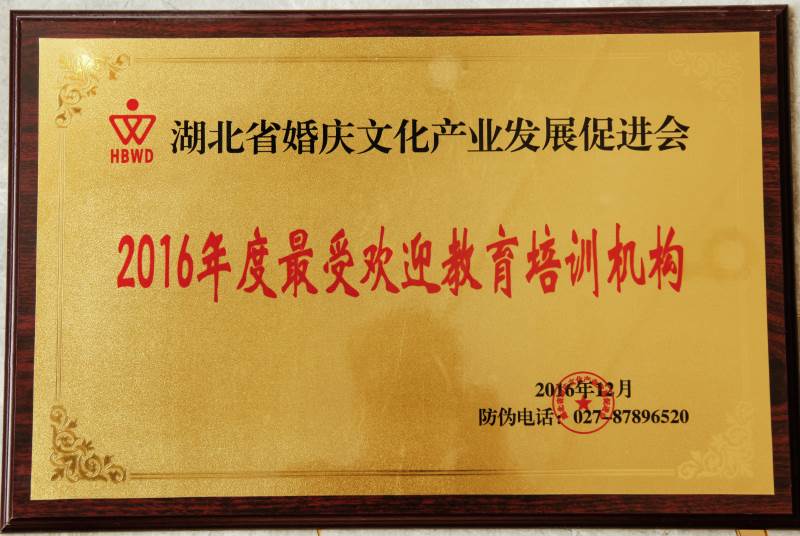 HBWD
湖北省婚庆文化产业发展促进会
2016年度最受欢迎教育培训机构
2016年12月
防伪电话：027-87896520